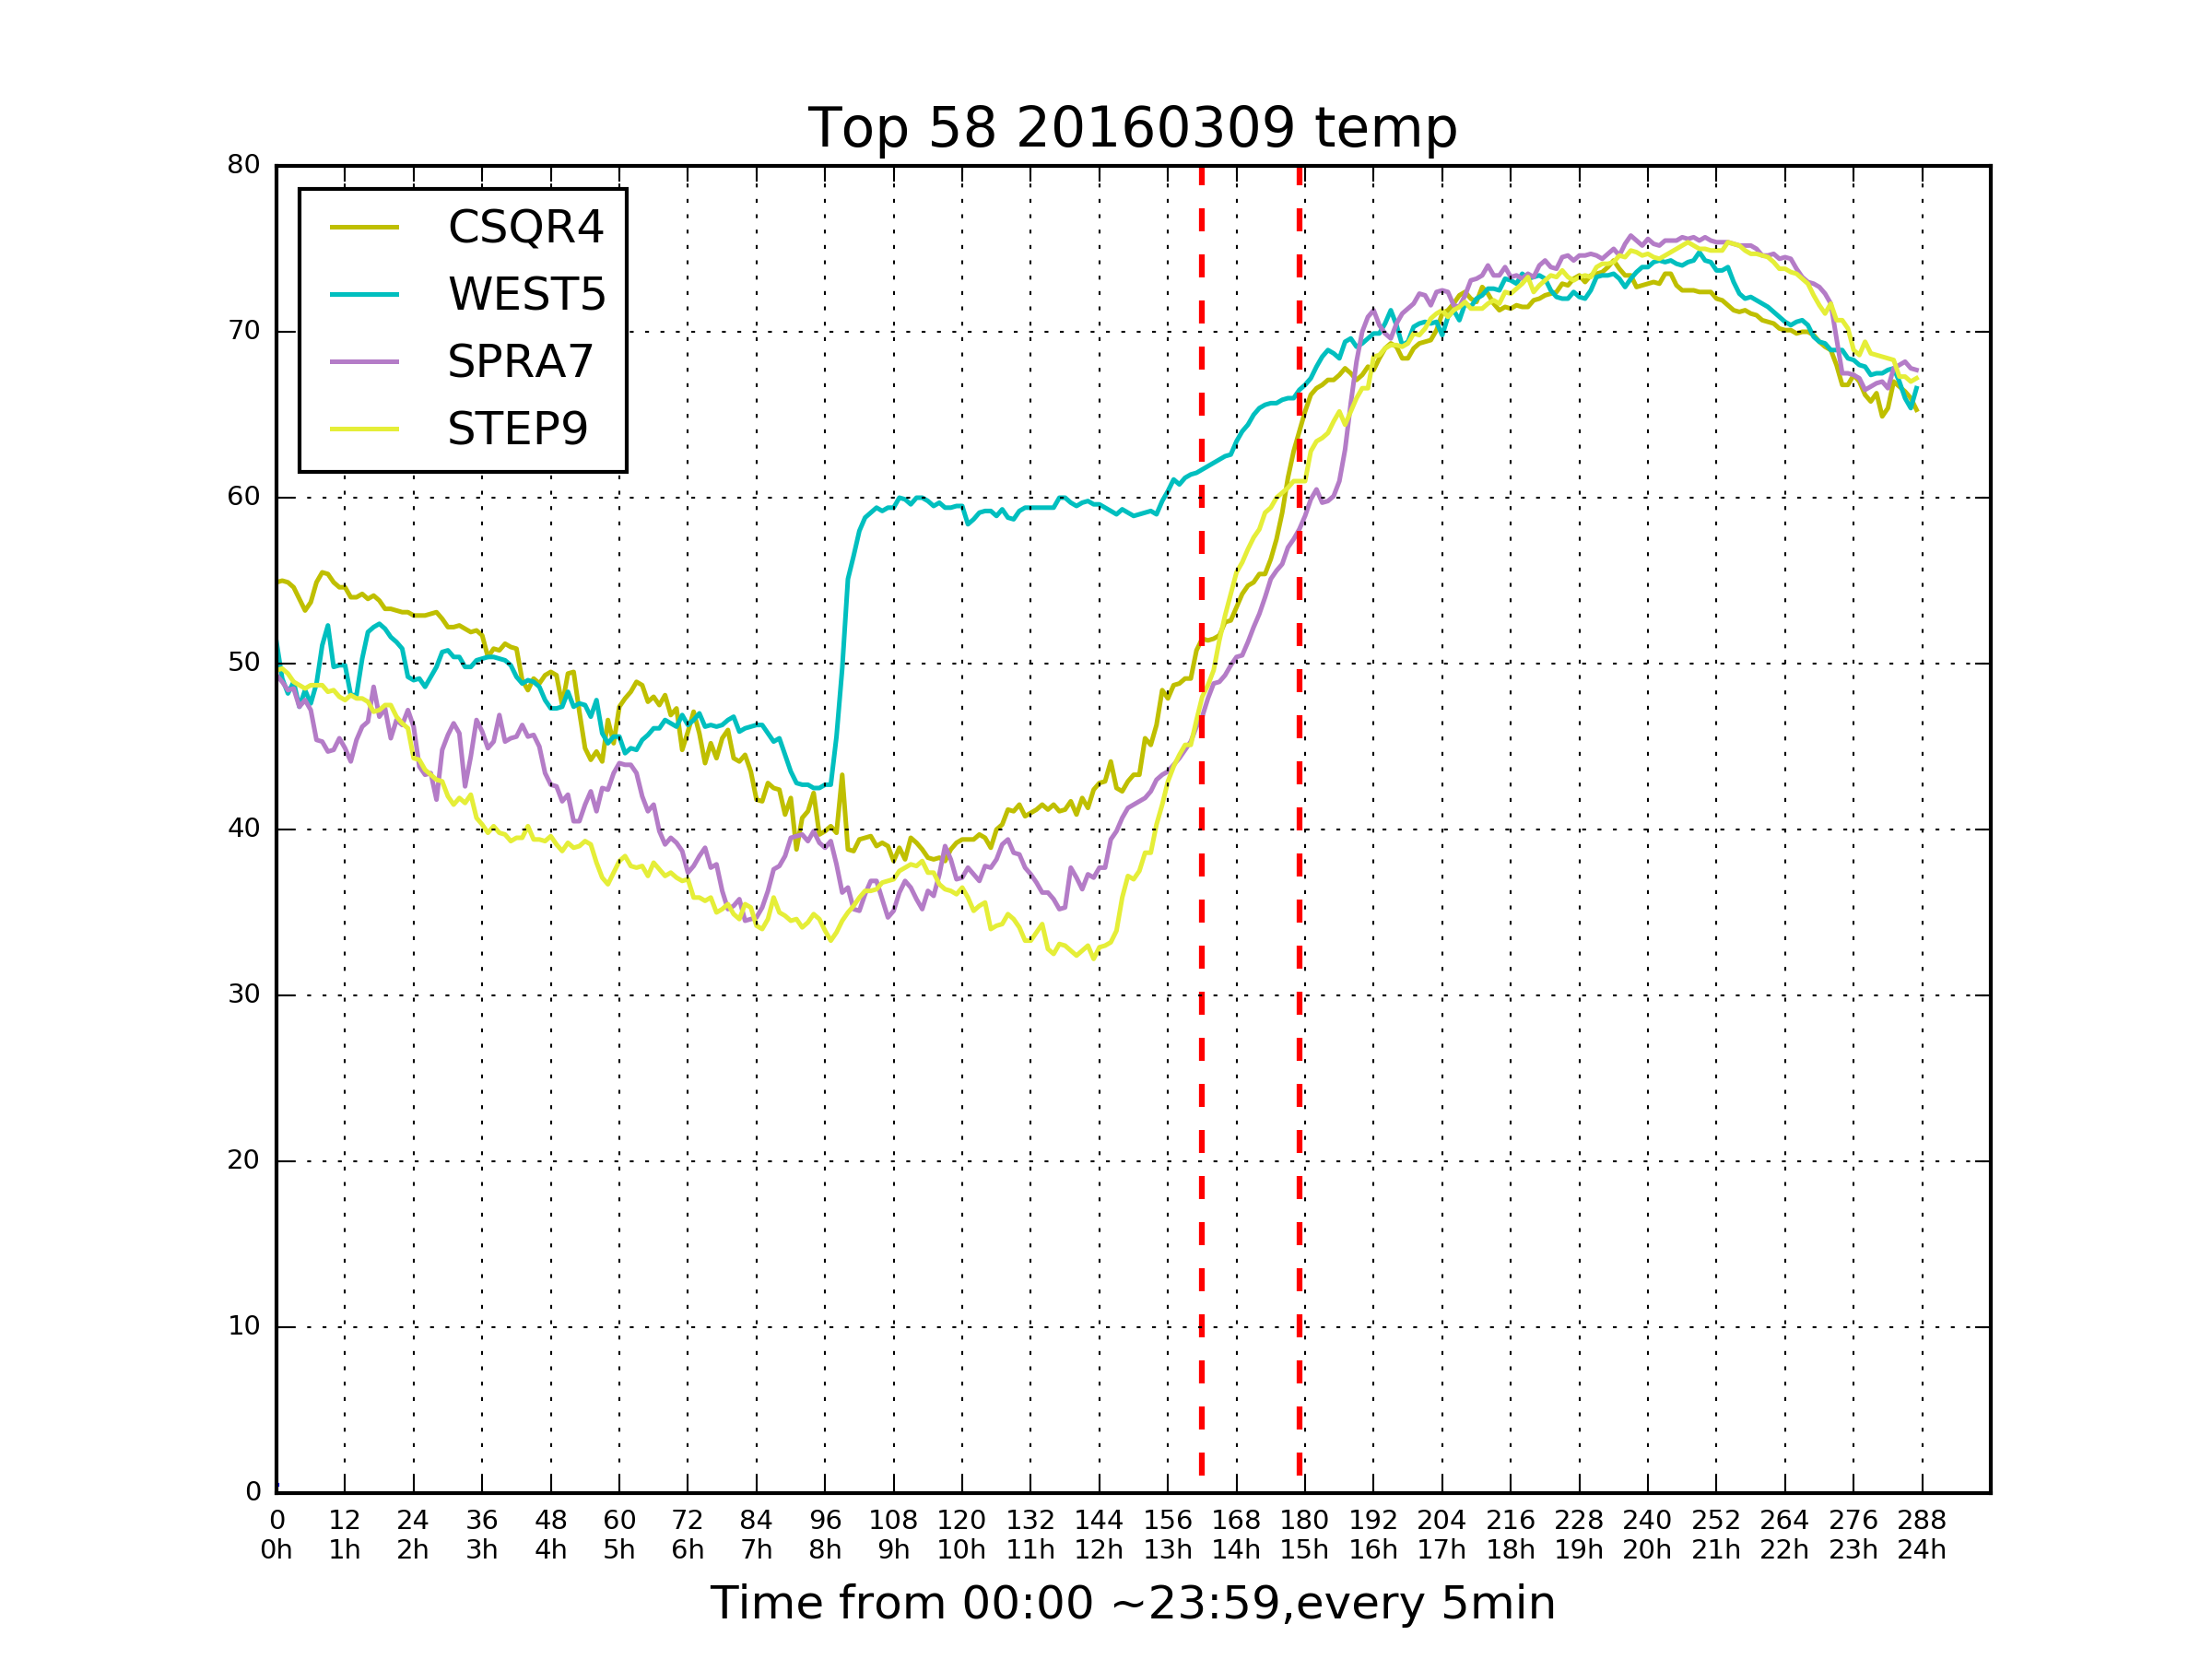 Top 58 20160309 temp
80
70
60
50
40
30
20
10
0
CSQR4
WEST5
SPRA7
STEP9
0 12 24 36 48 60 72 84 96 108 120 132 144 156 168 180 192 204 216 228 240 252 264 276 288
0h 1h 2h 3h 4h 5h 6h 7h 8h 9h 10h 11h 12h 13h 14h 15h 16h 17h 18h 19h 20h 21h 22h 23h 24h
Time from 00:00 ~23:59,every 5min